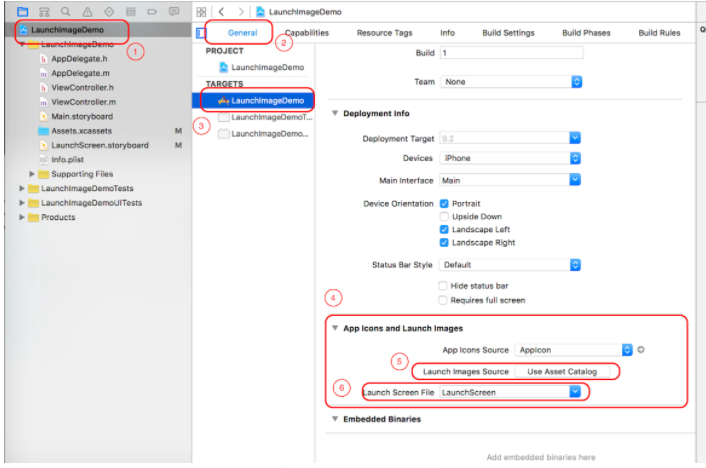 LaunchImageDemo
LaunchImageDemo
LaunchImageDemo
AppDelegate.h
AppDelegate.m
ViewController.h
ViewController.m
Main.storyboard
Assets.xcassets M
LaunchScreen.storyboard M
Info.plist
Supporting Files
LaunchImageDemoTests
LaunchImageDemoUITests
Products
1
General Capabilities Resource Tags Info Build Settings Build Phases Build Rules
2
PROJECT
LaunchImageDemo
TARGETS
LaunchImageDemo
LaunchImageDemoT...
LaunchImageDemo...
3
Build 1
Team None
Deployment Info
Deployment Target 9.2
Devices iPhone
Main Interface Main
Device Orientation Portrait
Upside Down
Landscape Left
Landscape Right
Status Bar Style Default
Hide status bar
Requires full screen
4
App Icons and Launch Images
App Icons Source AppIcon
5
Launch Images Source Use Asset Catalog
6
Launch Screen File LaunchScreen
Embedded Binaries
Add embedded binaries here